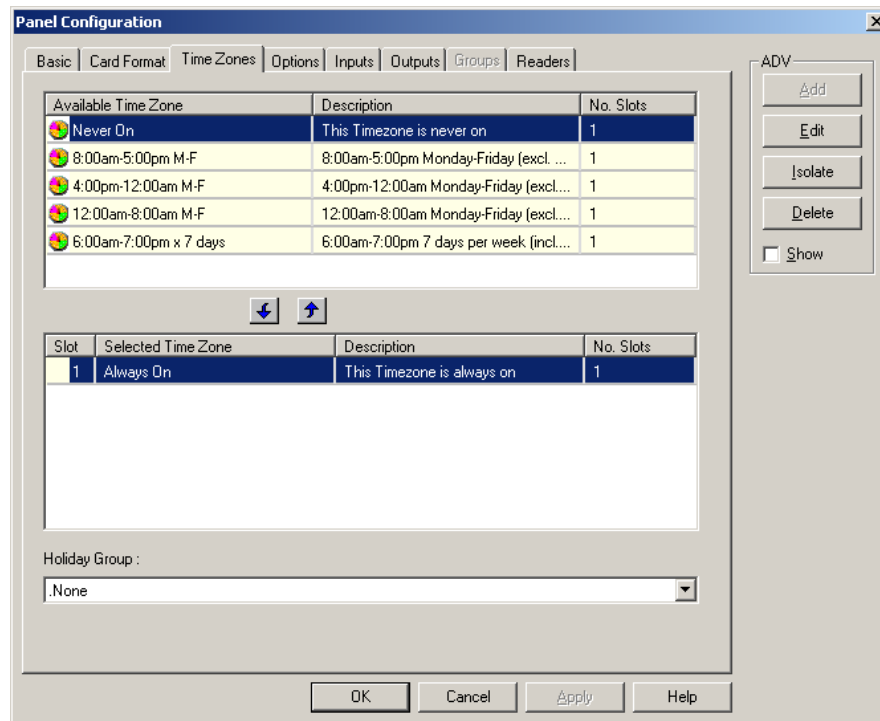 Panel Configuration
Basic Card Format Time Zones Options Inputs Outputs Groups Readers
ADV
Add
Edit
Isolate
Delete
Show
Available Time Zone Description No. Slots
Never On This Timezone is never on 1
8:00am-5:00pm M-F 8:00am-5:00pm Monday-Friday (excl. ... 1
4:00pm-12:00am M-F 4:00pm-12:00am Monday-Friday (excl.... 1
12:00am-8:00am M-F 12:00am-8:00am Monday-Friday (excl.... 1
6:00am-7:00pm x 7 days 6:00am-7:00pm 7 days per week (incl.... 1
Slot Selected Time Zone Description No. Slots
1 Always On This Timezone is always on 1
Holiday Group :
.None
OK Cancel Apply Help